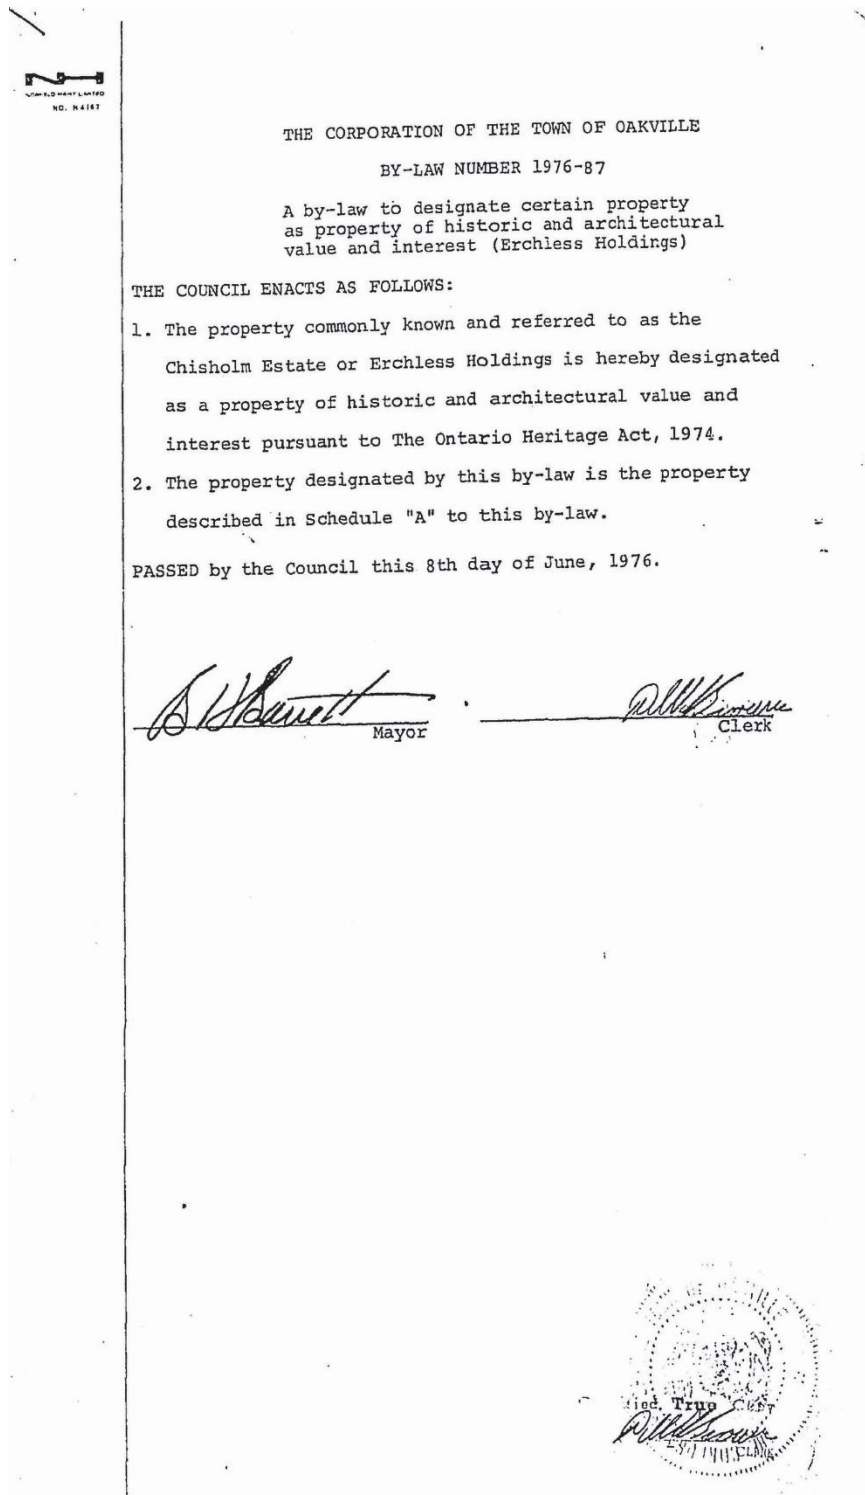 NO. H4167
THE CORPORATION OF THE TOWN OF OAKVILLE
BY-LAW NUMBER 1976-87
A by-law to designate certain property
as property of historic and architectural
value and interest (Erchless Holdings)
THE COUNCIL ENACTS AS FOLLOWS:
1. The property commonly known and referred to as the
Chisholm Estate or Erchless Holdings is hereby designated
as a property of historic and architectural value and
interest pursuant to The Ontario Heritage Act, 1974.
2. The property designated by this by-law is the property
described in Schedule "A" to this by-law.
PASSED by the Council this 8th day of June, 1976.
Mayor
Clerk
True
CLERK